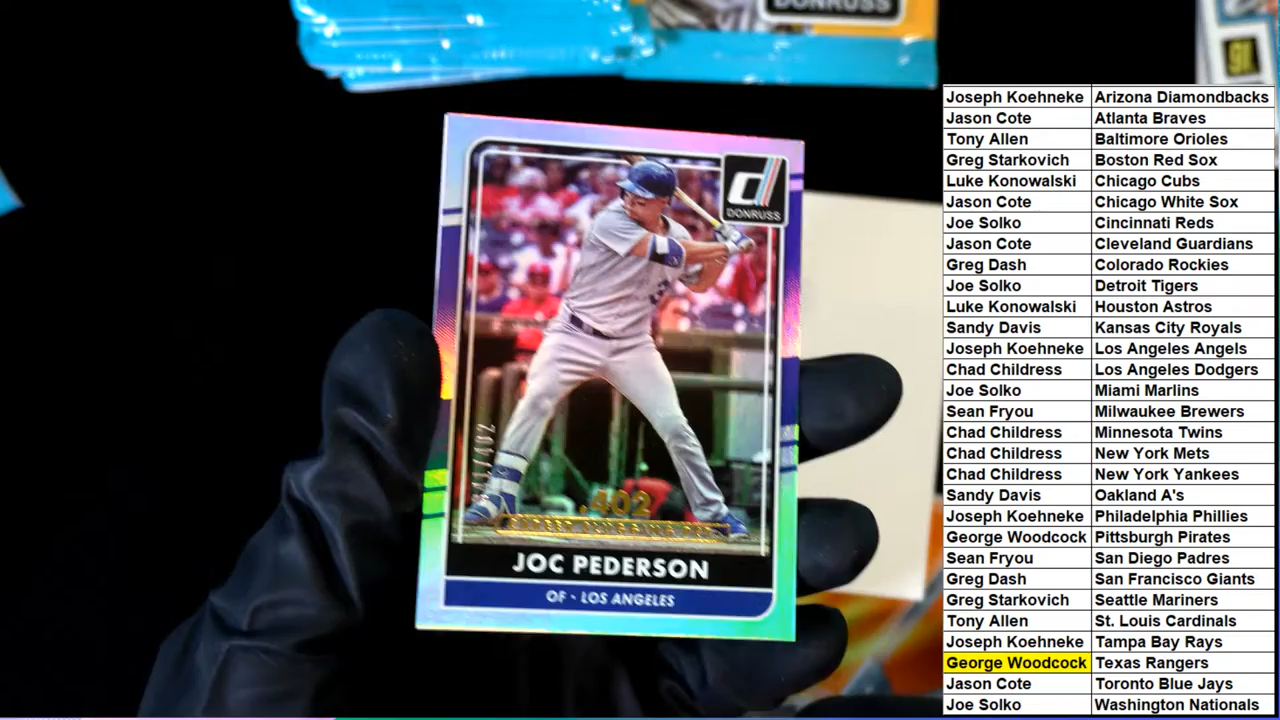 DONRUSS
DONRUSS
.402
JOC PEDERSON
OF - LOS ANGELES
Joseph Koehneke Arizona Diamondbacks
Jason Cote Atlanta Braves
Tony Allen Baltimore Orioles
Greg Starkovich Boston Red Sox
Luke Konowalski Chicago Cubs
Jason Cote Chicago White Sox
Joe Solko Cincinnati Reds
Jason Cote Cleveland Guardians
Greg Dash Colorado Rockies
Joe Solko Detroit Tigers
Luke Konowalski Houston Astros
Sandy Davis Kansas City Royals
Joseph Koehneke Los Angeles Angels
Chad Childress Los Angeles Dodgers
Joe Solko Miami Marlins
Sean Fryou Milwaukee Brewers
Chad Childress Minnesota Twins
Chad Childress New York Mets
Chad Childress New York Yankees
Sandy Davis Oakland A's
Joseph Koehneke Philadelphia Phillies
George Woodcock Pittsburgh Pirates
Sean Fryou San Diego Padres
Greg Dash San Francisco Giants
Greg Starkovich Seattle Mariners
Tony Allen St. Louis Cardinals
Joseph Koehneke Tampa Bay Rays
George Woodcock Texas Rangers
Jason Cote Toronto Blue Jays
Joe Solko Washington Nationals